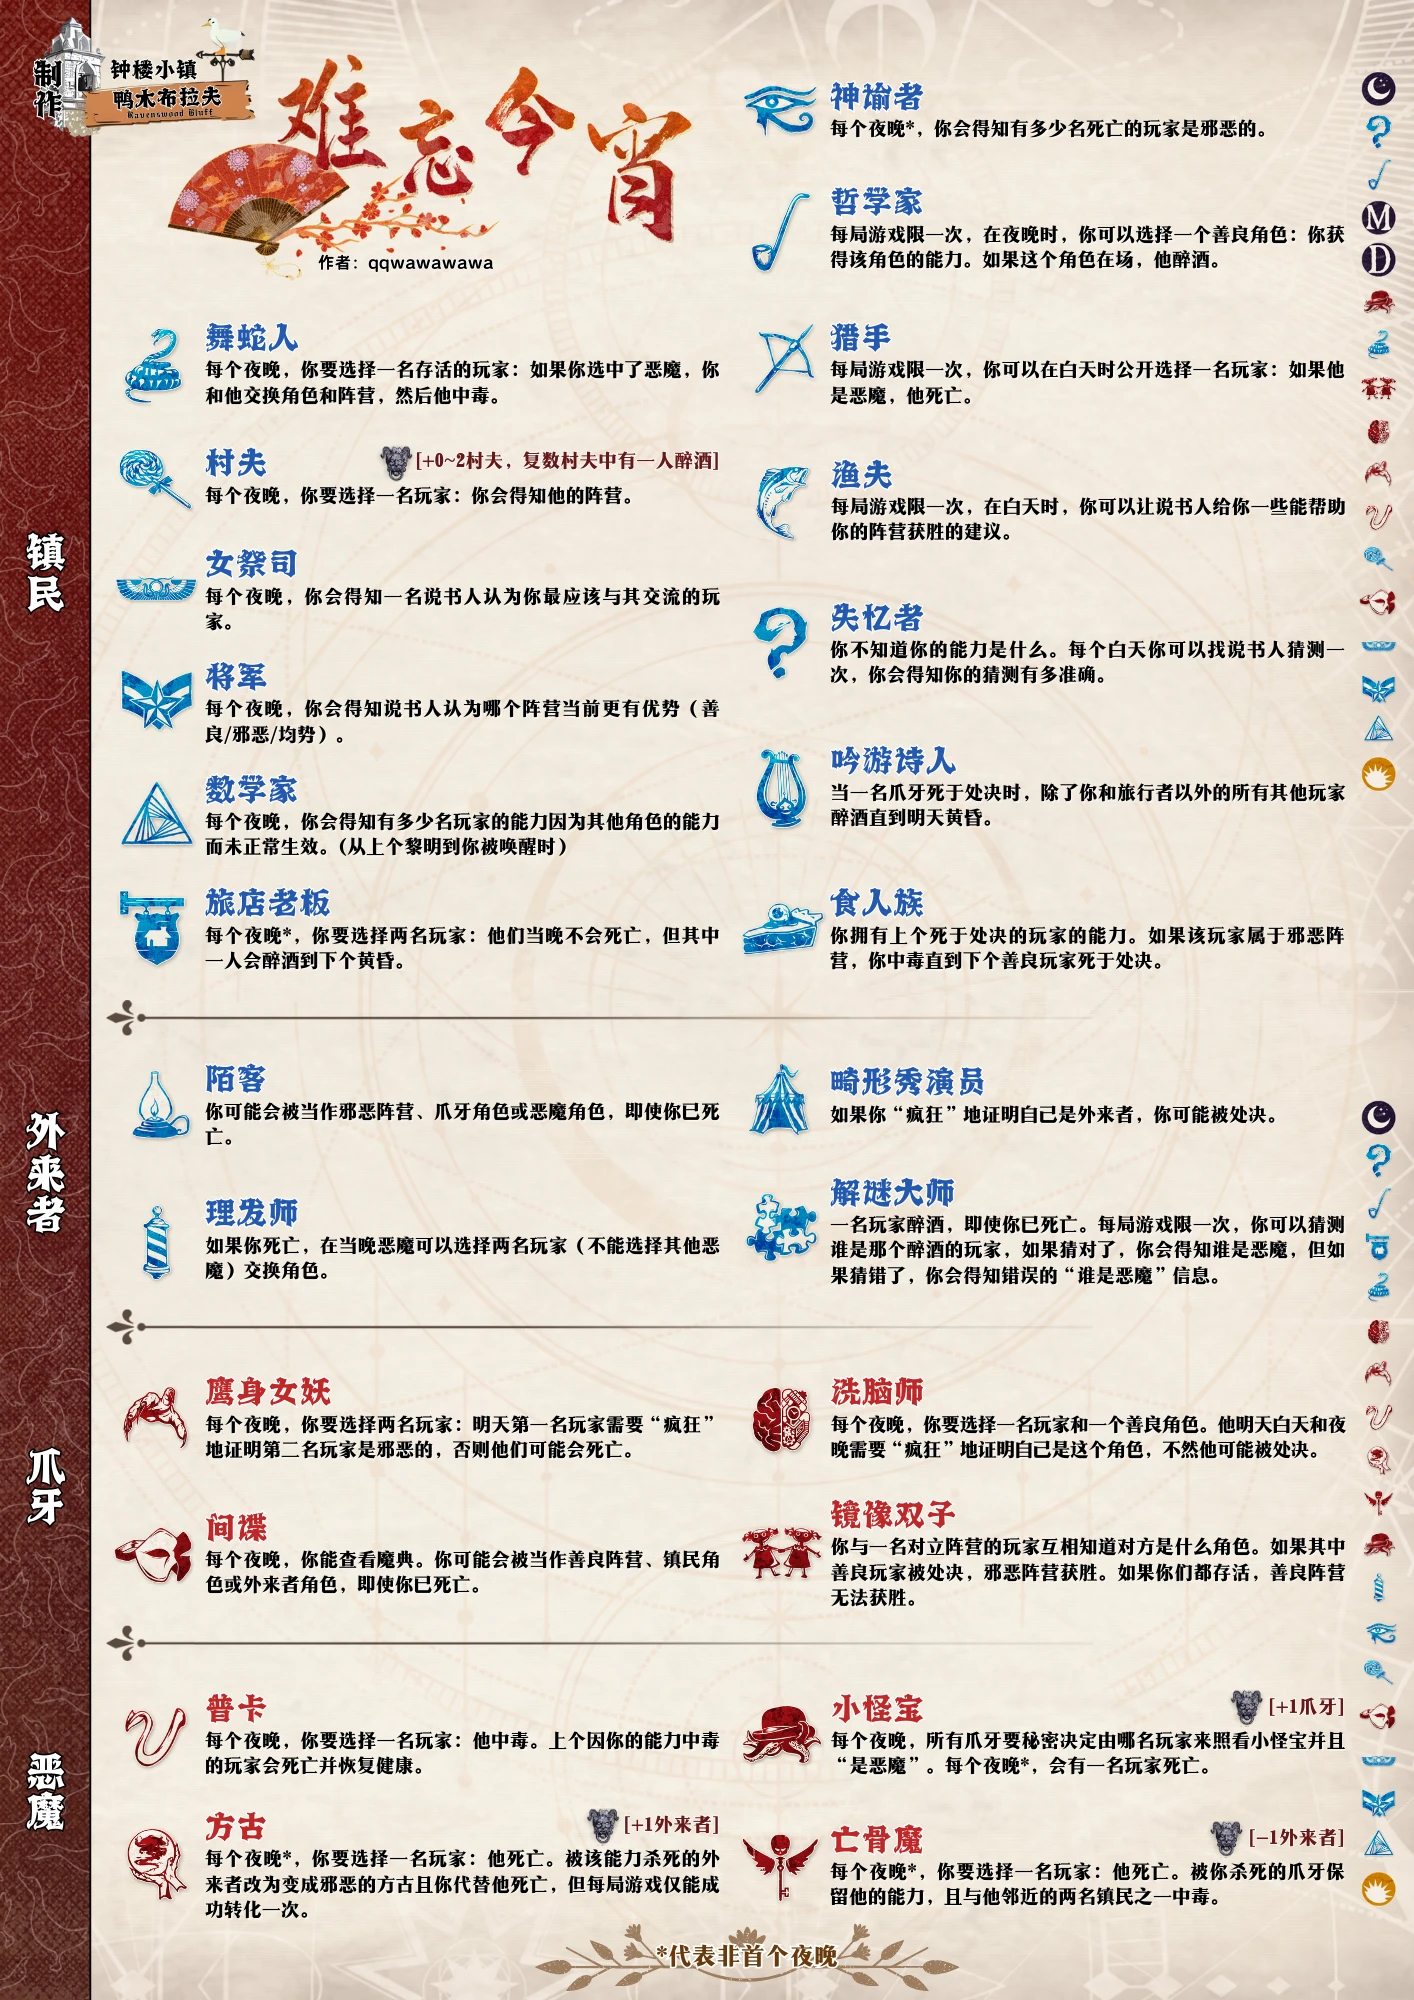 制作
钟楼小镇
鸦木布拉夫
Ravenswood Bluff
难忘今宵
作者：qqwawawawa
镇民
舞蛇人
每个夜晚，你要选择一名存活的玩家：如果你选中了恶魔，你
和他交换角色和阵营，然后他中毒。
村夫
[+0~2村夫，复数村夫中有一人醉酒]
每个夜晚，你要选择一名玩家：你会得知他的阵营。
女祭司
每个夜晚，你会得知一名说书人认为你最应该与其交流的玩
家。
将军
每个夜晚，你会得知说书人认为哪个阵营当前更有优势（善
良/邪恶/均势）。
数学家
每个夜晚，你会得知有多少名玩家的能力因为其他角色的能力
而未正常生效。(从上个黎明到你被唤醒时)
旅店老板
每个夜晚*，你要选择两名玩家：他们当晚不会死亡，但其中
一人会醉酒到下个黄昏。
神谕者
每个夜晚*，你会得知有多少名死亡的玩家是邪恶的。
哲学家
每局游戏限一次，在夜晚时，你可以选择一个善良角色：你获
得该角色的能力。如果这个角色在场，他醉酒。
猎手
每局游戏限一次，你可以在白天时公开选择一名玩家：如果他
是恶魔，他死亡。
渔夫
每局游戏限一次，在白天时，你可以让说书人给你一些能帮助
你的阵营获胜的建议。
失忆者
你不知道你的能力是什么。每个白天你可以找说书人猜测一
次，你会得知你的猜测有多准确。
吟游诗人
当一名爪牙死于处决时，除了你和旅行者以外的所有其他玩家
醉酒直到明天黄昏。
食人族
你拥有上个死于处决的玩家的能力。如果该玩家属于邪恶阵
营，你中毒直到下个善良玩家死于处决。
M
D
外来者
陌客
你可能会被当作邪恶阵营、爪牙角色或恶魔角色，即使你已死
亡。
理发师
如果你死亡，在当晚恶魔可以选择两名玩家（不能选择其他恶
魔）交换角色。
畸形秀演员
如果你“疯狂”地证明自己是外来者，你可能被处决。
解谜大师
一名玩家醉酒，即使你已死亡。每局游戏限一次，你可以猜测
谁是那个醉酒的玩家，如果猜对了，你会得知谁是恶魔，但如
果猜错了，你会得知错误的“谁是恶魔”信息。
爪牙
鹰身女妖
每个夜晚，你要选择两名玩家：明天第一名玩家需要“疯狂”
地证明第二名玩家是邪恶的，否则他们可能会死亡。
间谍
每个夜晚，你能查看魔典。你可能会被当作善良阵营、镇民角
色或外来者角色，即使你已死亡。
洗脑师
每个夜晚，你要选择一名玩家和一个善良角色。他明天白天和夜
晚需要“疯狂”地证明自己是这个角色，不然他可能被处决。
镜像双子
你与一名对立阵营的玩家互相知道对方是什么角色。如果其中
善良玩家被处决，邪恶阵营获胜。如果你们都存活，善良阵营
无法获胜。
恶魔
普卡
每个夜晚，你要选择一名玩家：他中毒。上个因你的能力中毒
的玩家会死亡并恢复健康。
方古
[+1外来者]
每个夜晚*，你要选择一名玩家：他死亡。被该能力杀死的外
来者改为变成邪恶的方古且你代替他死亡，但每局游戏仅能成
功转化一次。
小怪宝
[+1爪牙]
每个夜晚，所有爪牙要秘密决定由哪名玩家来照看小怪宝并且
“是恶魔”。每个夜晚*，会有一名玩家死亡。
亡骨魔
[-1外来者]
每个夜晚*，你要选择一名玩家：他死亡。被你杀死的爪牙保
留他的能力，且与他邻近的两名镇民之一中毒。
*代表非首个夜晚